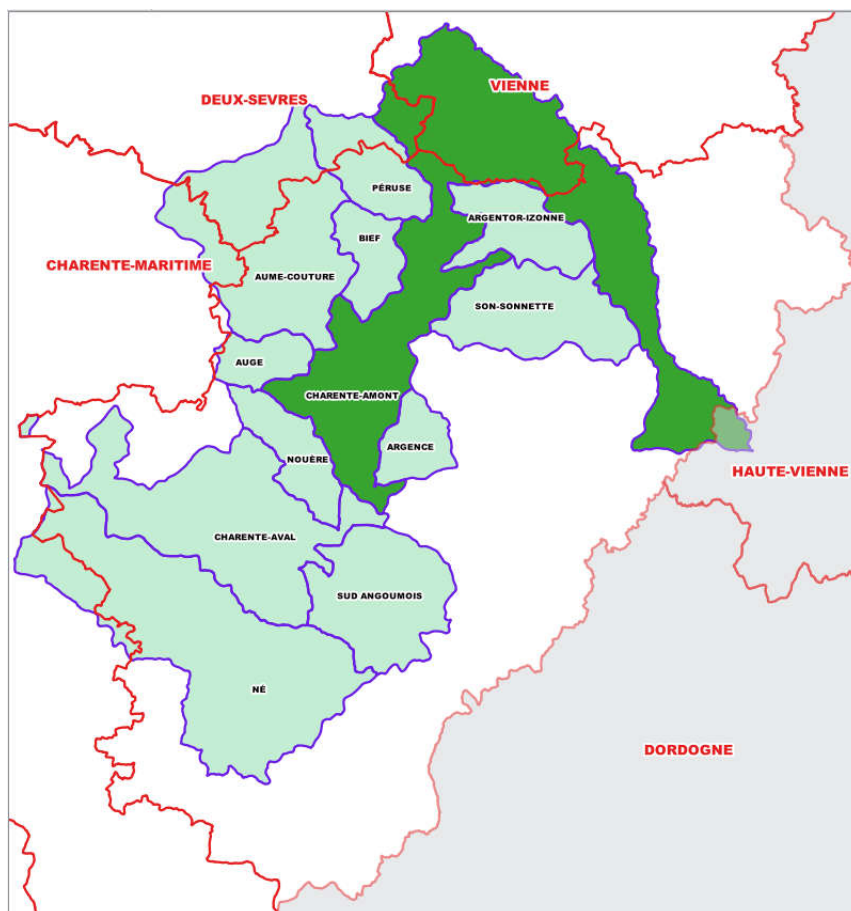 VIENNE
DEUX-SEVRES
PÉRUSE
ARGENTOR-IZONNE
BIEF
CHARENTE-MARITIME
AUME-COUTURE
SON-SONNETTE
AUGE
CHARENTE-AMONT
ARGENCE
NOUÈRE
HAUTE-VIENNE
CHARENTE-AVAL
SUD ANGOUMOIS
NÉ
DORDOGNE